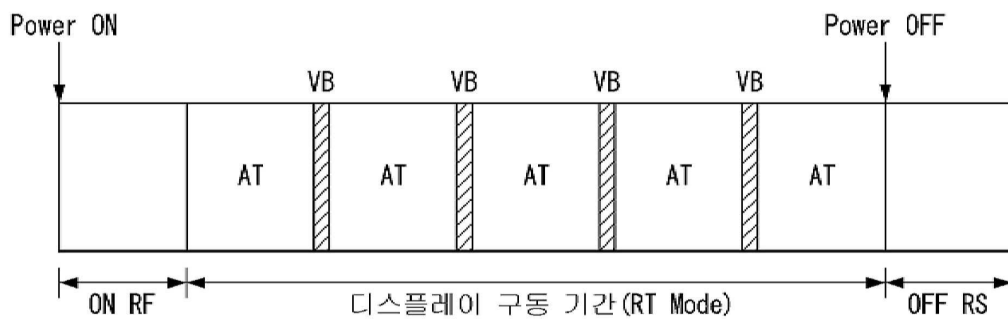 Power ON
Power OFF
VB
VB
VB
VB
AT
AT
AT
AT
AT
ON RF
디스플레이 구동 기간(RT Mode)
OFF RS